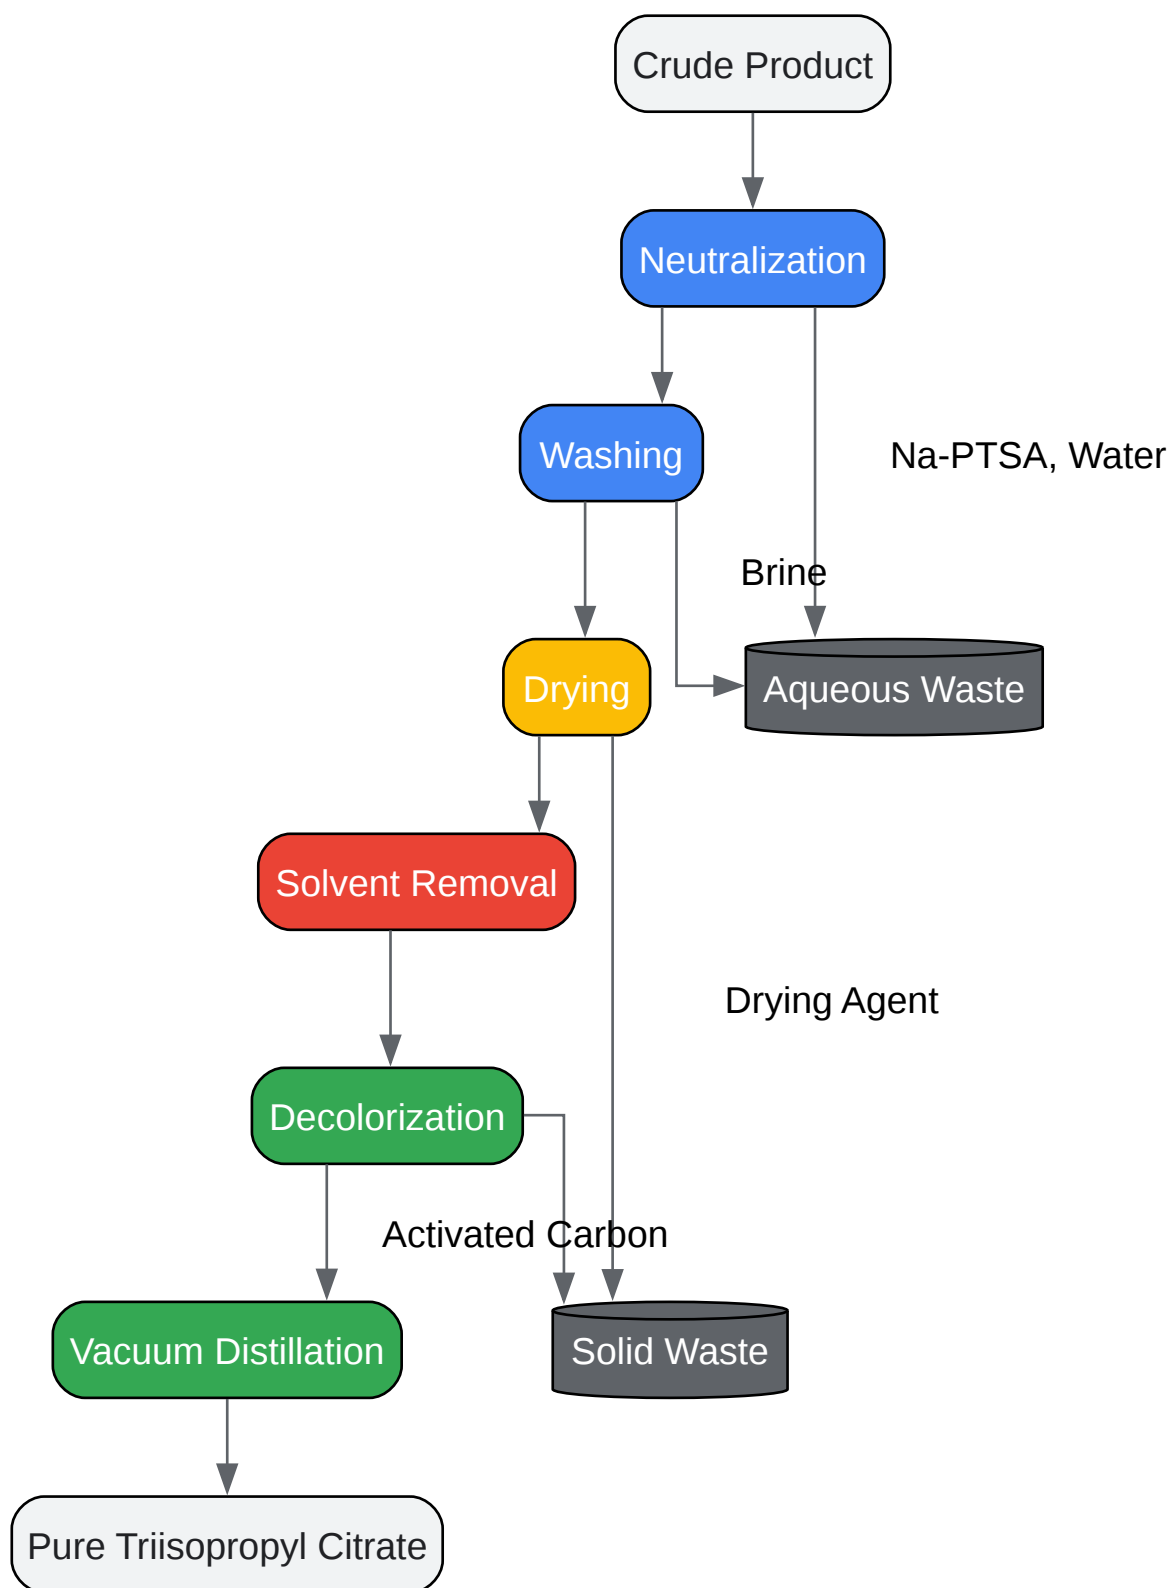 Crude Product
Neutralization
Washing
Na-PTSA, Water
Brine
Drying
Aqueous Waste
Solvent Removal
Drying Agent
Decolorization
Activated Carbon
Vacuum Distillation
Solid Waste
Pure Triisopropyl Citrate